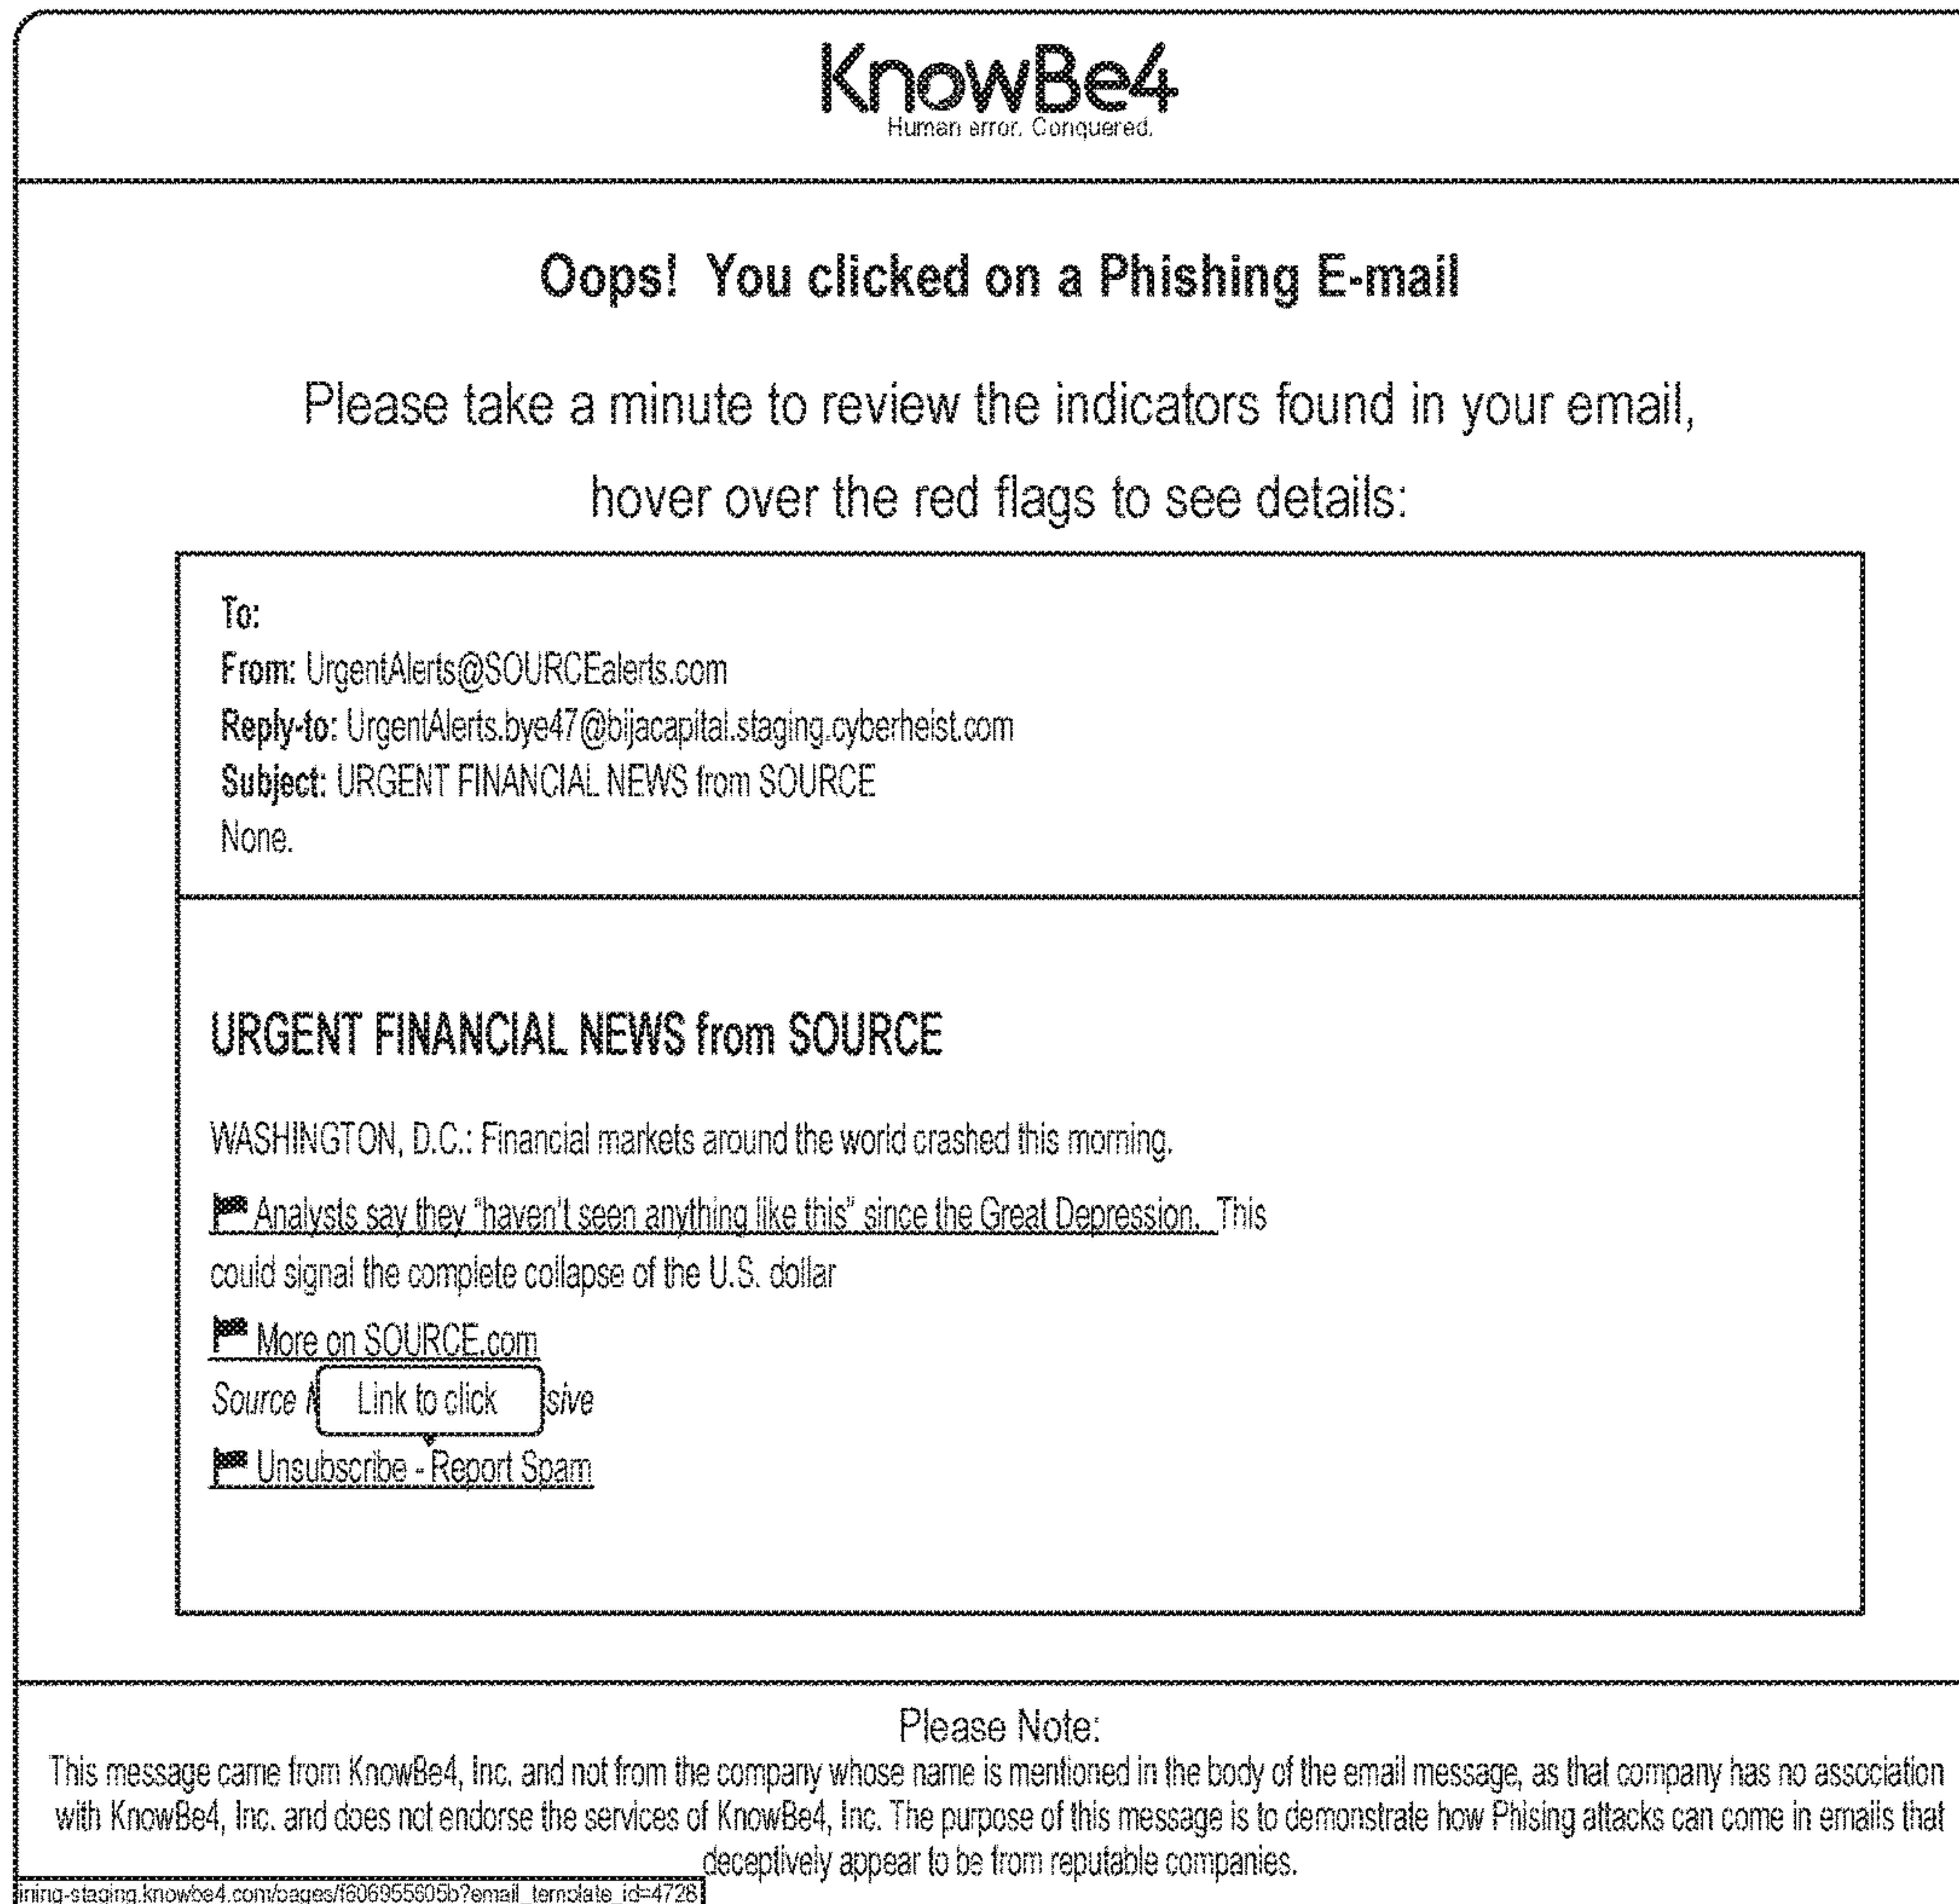 KnowBe4
Human error. Conquered.
Oops! You clicked on a Phishing E-mail
Please take a minute to review the indicators found in your email,
hover over the red flags to see details:
To:
From: UrgentAlerts@SOURCEalerts.com
Reply-to: UrgentAlerts.bye47@bijacapital.staging.cyberheist.com
Subject: URGENT FINANCIAL NEWS from SOURCE
None.
URGENT FINANCIAL NEWS from SOURCE
WASHINGTON, D.C.: Financial markets around the world crashed this morning.
Analysts say they "haven't seen anything like this" since the Great Depression. This
could signal the complete collapse of the U.S. dollar
More on SOURCE.com
Source
Link to click
sive
Unsubscribe - Report Spam
Please Note:
This message came from KnowBe4, Inc. and not from the company whose name is mentioned in the body of the email message, as that company has no association
with KnowBe4, Inc. and does not endorse the services of KnowBe4, Inc. The purpose of this message is to demonstrate how Phising attacks can come in emails that
deceptively appear to be from reputable companies.
ining-staging.knowbe4.com/pages/f606955605b?email_template_id=4728